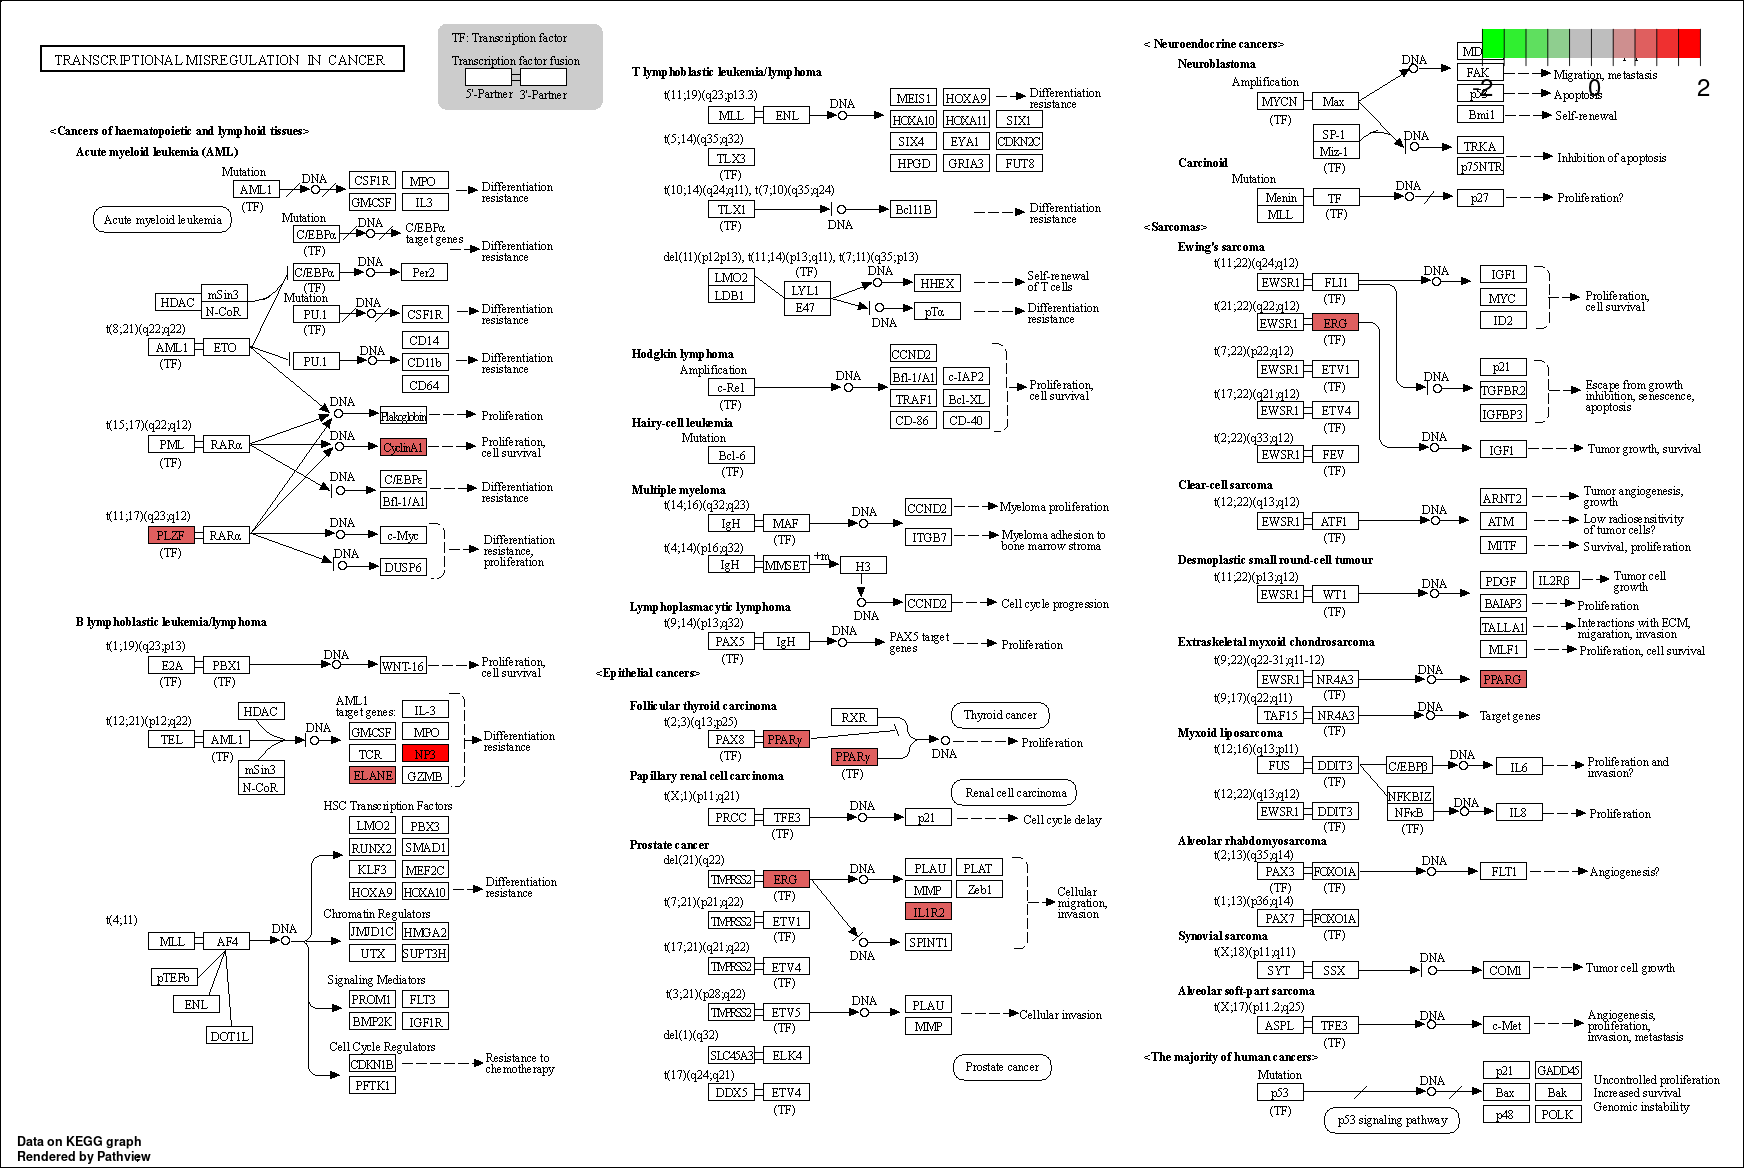 TRANSCRIPTIONAL MISREGULATION IN CANCER
TF: Transcription factor
Transcription factor fusion
5'-Partner 3'-Partner
<Cancers of haematopoietic and lymphoid tissues>
Acute myeloid leukemia (AML)
Mutation
AML1
(TF)
DNA
CSF1R
MPO
GMCSF
IL3
Differentiation
resistance
Acute myeloid leukemia
Mutation
C/EBPα
(TF)
DNA
C/EBPα
target genes
Differentiation
resistance
C/EBPα
(TF)
DNA
Per2
HDAC
mSin3
N-CoR
Mutation
PU.1
(TF)
DNA
CSF1R
t(8;21)(q22;q22)
AML1
ETO
(TF)
PU.1
DNA
CD14
CD11b
CD64
Differentiation
resistance
DNA
Plakoglobin
Proliferation
t(15;17)(q22;q12)
PML
RARα
(TF)
DNA
CyclinA1
Proliferation,
cell survival
DNA
C/EBPε
Bfl-1/A1
Differentiation
resistance
t(11;17)(q23;q12)
PLZF
RARα
(TF)
DNA
c-Myc
DNA
DUSP6
Differentiation
resistance,
proliferation
B lymphoblastic leukemia/lymphoma
t(1;19)(q23;p13)
E2A
PBX1
(TF)
(TF)
DNA
WNT-16
Proliferation,
cell survival
t(12;21)(p12;q22)
TEL
AML1
(TF)
HDAC
mSin3
N-CoR
DNA
AML1
target genes:
IL-3
GMCSF
MPO
TCR
NP3
ELANE
GZMB
Differentiation
resistance
HSC Transcription Factors
LMO2
PBX3
RUNX2
SMAD1
KLF3
MEF2C
HOXA9
HOXA10
Differentiation
resistance
t(4;11)
MLL
AF4
DNA
pTEFb
ENL
DOT1L
Chromatin Regulators
JMJD1C
HMGA2
UTX
SUPT3H
Signaling Mediators
PROM1
FLT3
BMP2K
IGF1R
Cell Cycle Regulators
CDKN1B
PFTK1
Resistance to
chemotherapy
T lymphoblastic leukemia/lymphoma
t(11;19)(q23;p13.3)
MLL
ENL
DNA
MEIS1
HOXA9
HOXA10
HOXA11
SIX1
SIX4
EYA1
CDKN2C
HPGD
GRIA3
FUT8
Differentiation
resistance
t(5;14)(q35;q32)
TLX3
(TF)
t(10;14)(q24;q11), t(7;10)(q35;q24)
TLX1
(TF)
DNA
Bcl11B
Differentiation
resistance
del(11)(p12p13), t(11;14)(p13;q11), t(7;11)(q35;p13)
(TF)
LMO2
LDB1
LYL1
E47
DNA
HHEX
Self-renewal
of T cells
DNA
pTα
Differentiation
resistance
Hodgkin lymphoma
Amplification
c-Rel
(TF)
DNA
CCND2
Bfl-1/A1
c-IAP2
TRAF1
Bcl-XL
CD-86
CD-40
Proliferation,
cell survival
Hairy-cell leukemia
Mutation
Bcl-6
(TF)
Multiple myeloma
t(14;16)(q32;q23)
IgH
MAF
(TF)
DNA
CCND2
Myeloma proliferation
ITGB7
Myeloma adhesion to
bone marrow stroma
t(4;14)(p16;q32)
IgH
MMSET
+m
H3
DNA
CCND2
Cell cycle progression
Lymphoplasmacytic lymphoma
t(9;14)(p13;q32)
PAX5
IgH
(TF)
DNA
PAX5 target
genes
Proliferation
<Epithelial cancers>
Follicular thyroid carcinoma
t(2;3)(q13;p25)
PAX8
PPARγ
(TF)
RXR
PPARγ
(TF)
Thyroid cancer
DNA
Proliferation
Papillary renal cell carcinoma
t(X;1)(p11;q21)
PRCC
TFE3
(TF)
DNA
p21
Renal cell carcinoma
Cell cycle delay
Prostate cancer
del(21)(q22)
TMPRSS2
ERG
(TF)
DNA
PLAU
PLAT
MMP
Zeb1
IL1R2
DNA
SPINT1
Cellular
migration,
invasion
t(7;21)(p21;q22)
TMPRSS2
ETV1
(TF)
t(17;21)(q21;q22)
TMPRSS2
ETV4
(TF)
t(3;21)(p28;q22)
TMPRSS2
ETV5
(TF)
DNA
PLAU
MMP
Cellular invasion
del(1)(q32)
SLC45A3
ELK4
t(17)(q24;q21)
DDX5
ETV4
(TF)
Prostate cancer
<Neuroendocrine cancers>
Neuroblastoma
Amplification
MYCN
Max
(TF)
DNA
FAK
Migration, metastasis
Apoptosis
Bmi1
Self-renewal
-2
0
2
SP-1
Miz-1
(TF)
DNA
TRKA
p75NTR
Inhibition of apoptosis
Carcinoid
Mutation
Menin
MLL
TF
(TF)
DNA
p27
Proliferation?
<Sarcomas>
Ewing's sarcoma
t(11;22)(q24;q12)
EWSR1
FLI1
(TF)
DNA
IGF1
MYC
ID2
Proliferation,
cell survival
t(21;22)(q22;q12)
EWSR1
ERG
(TF)
t(7;22)(p22;q12)
EWSR1
ETV1
(TF)
DNA
p21
TGFBR2
IGFBP3
Escape from growth
inhibition, senescence,
apoptosis
t(17;22)(q21;q12)
EWSR1
ETV4
(TF)
t(2;22)(q33;q12)
EWSR1
FEV
(TF)
DNA
IGF1
Tumor growth, survival
Clear-cell sarcoma
t(12;22)(q13;q12)
EWSR1
ATF1
(TF)
DNA
ARNT2
Tumor angiogenesis,
growth
ATM
Low radiosensitivity
of tumor cells?
MITF
Survival, proliferation
Desmoplastic small round-cell tumour
t(11;22)(p13;q12)
EWSR1
WT1
(TF)
DNA
PDGF
IL2Rβ
Tumor cell
growth
BAIAP3
Proliferation
TALLA1
Interactions with ECM,
migaration, invasion
MLF1
Proliferation, cell survival
Extraskeletal myxoid chondrosarcoma
t(9;22)(q22-31;q11-12)
EWSR1
NR4A3
(TF)
DNA
PPARG
t(9;17)(q22;q11)
TAF15
NR4A3
(TF)
DNA
Target genes
Myxoid liposarcoma
t(12;16)(q13;p11)
FUS
DDIT3
(TF)
C/EBPβ
DNA
IL6
Proliferation and
invasion?
t(12;22)(q13;q12)
EWSR1
DDIT3
(TF)
NFKBIZ
NFκB
(TF)
DNA
IL8
Proliferation
Alveolar rhabdomyosarcoma
t(2;13)(q35;q14)
PAX3
FOXO1A
(TF)
(TF)
DNA
FLT1
Angiogenesis?
t(1;13)(p36;q14)
PAX7
FOXO1A
(TF)
Synovial sarcoma
t(X;18)(p11;q11)
SYT
SSX
DNA
COM1
Tumor cell growth
Alveolar soft-part sarcoma
t(X;17)(p11.2;q25)
ASPL
TFE3
(TF)
DNA
c-Met
Angiogenesis,
proliferation,
invasion, metastasis
<The majority of human cancers>
Mutation
p53
(TF)
DNA
p21
GADD45
Bax
Bak
p48
POLK
Uncontrolled proliferation
Increased survival
Genomic instability
p53 signaling pathway
Data on KEGG graph
Rendered by Pathview